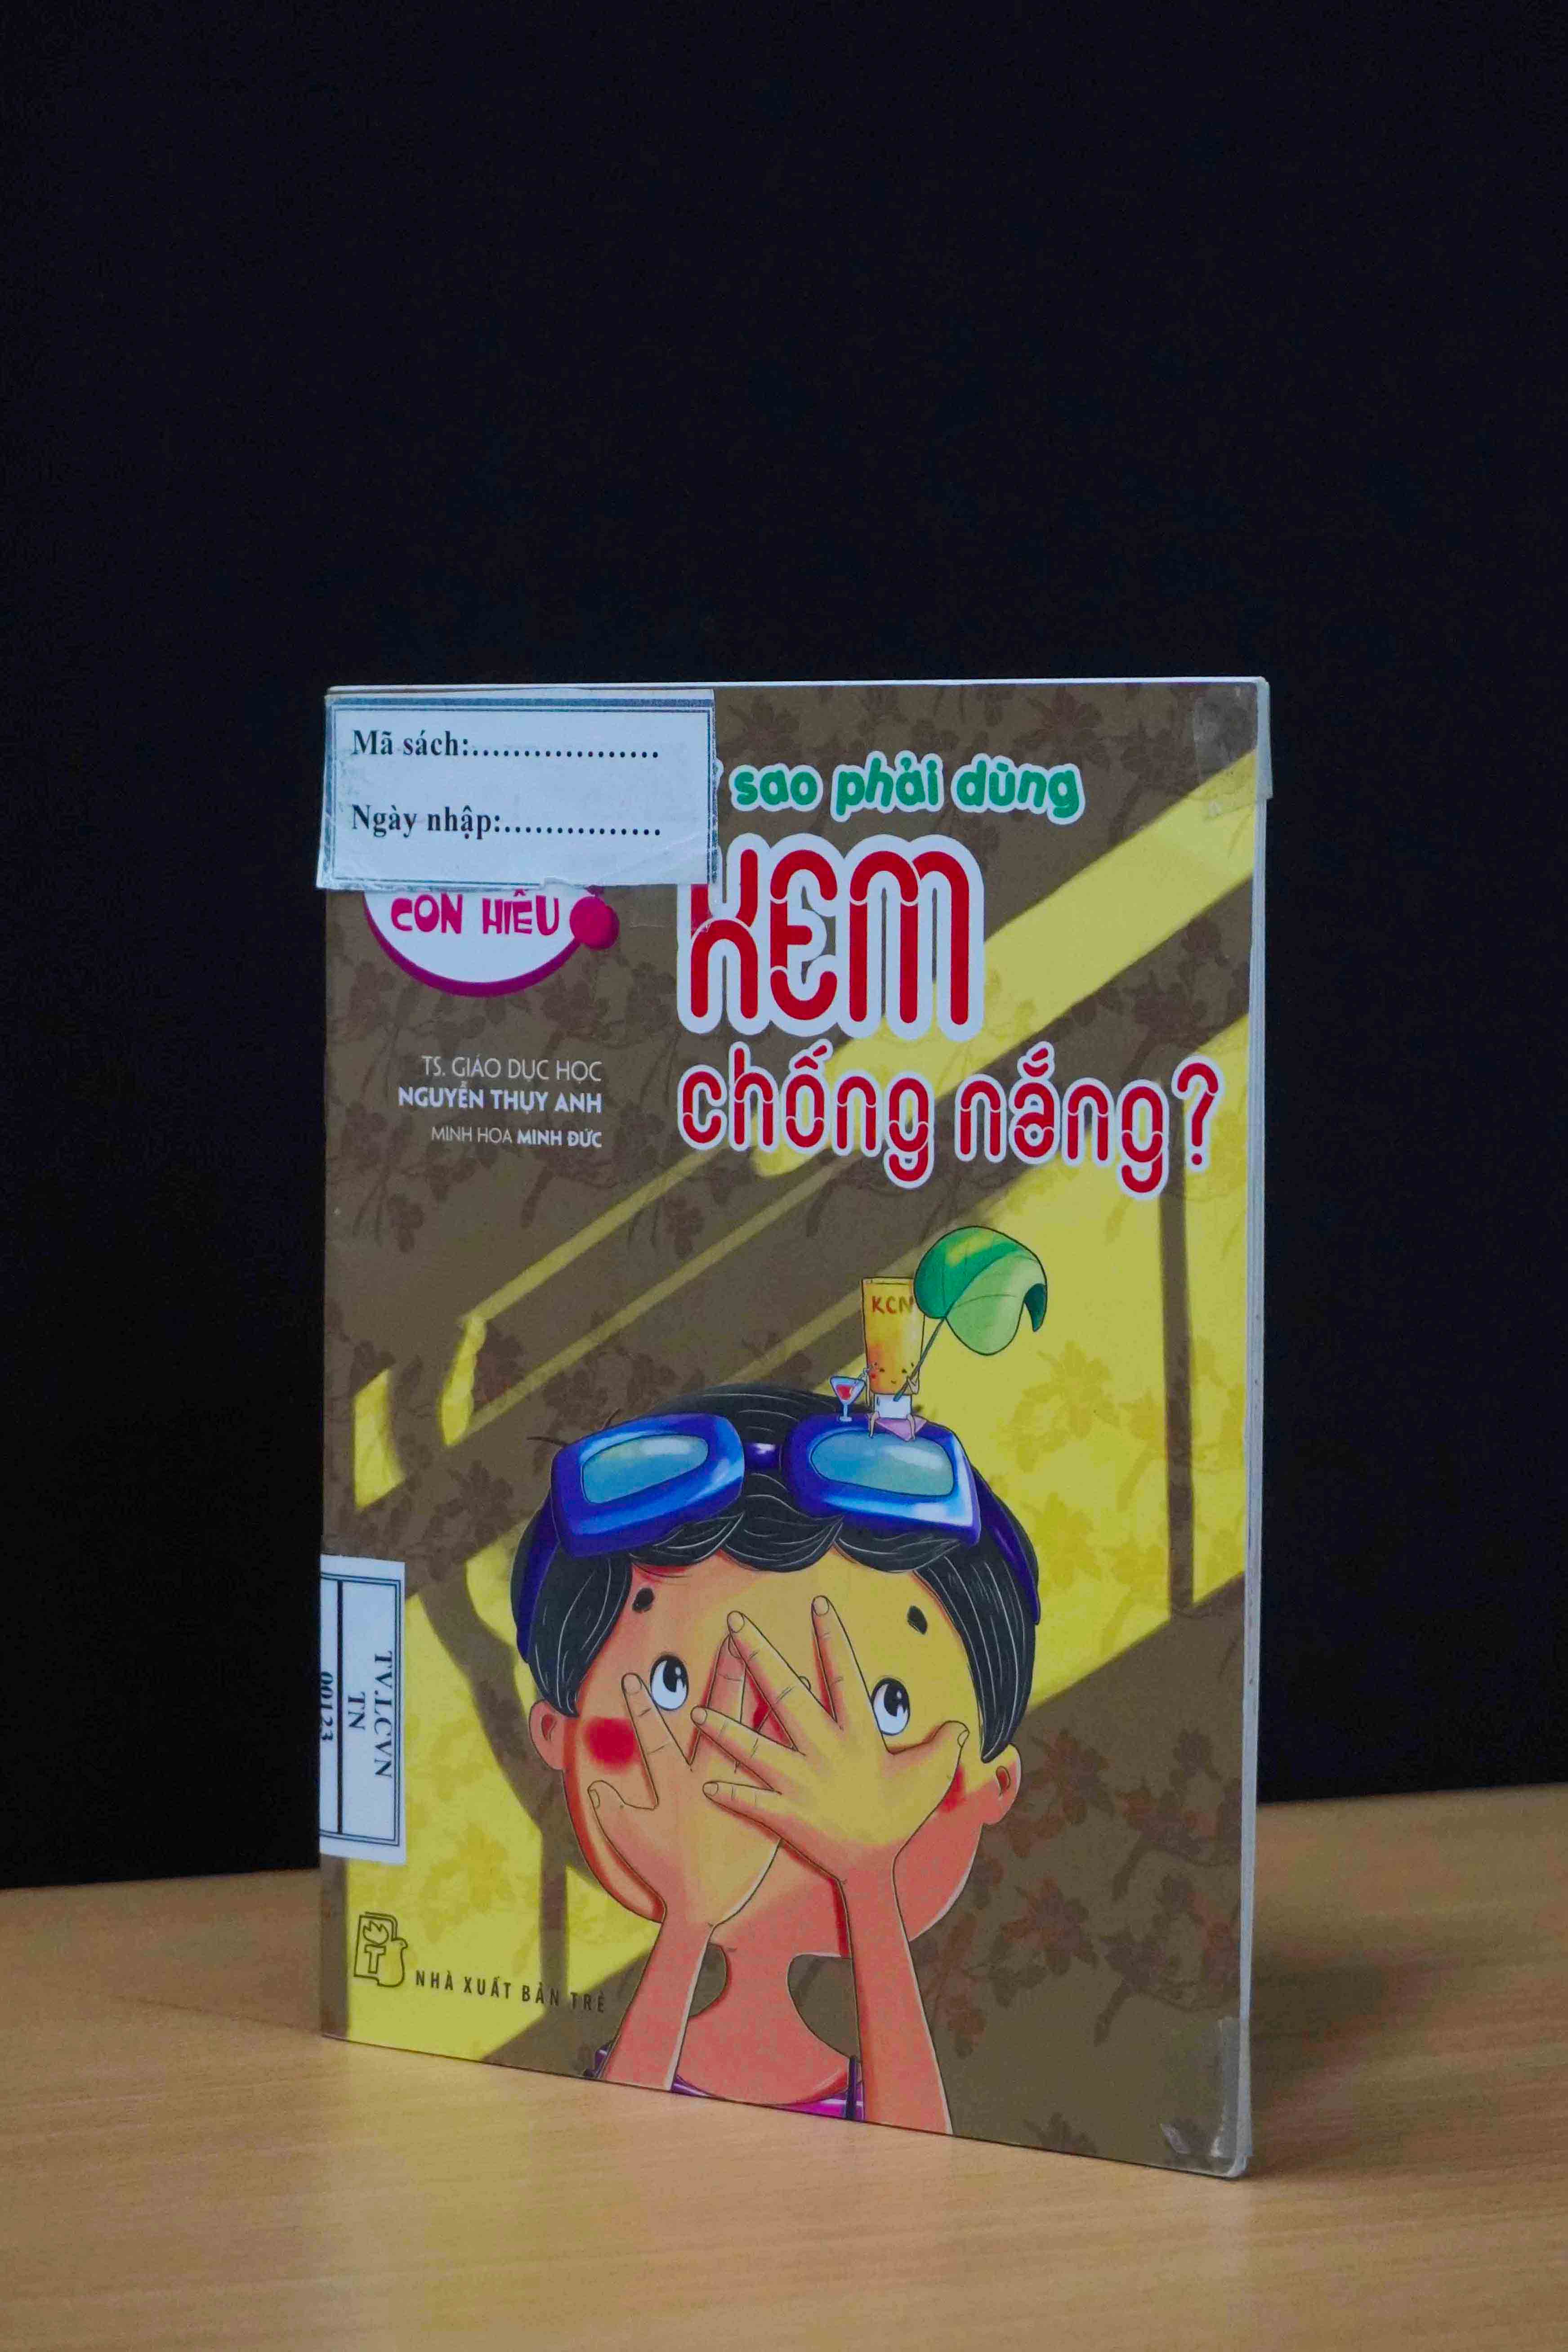 Mã sách:..................
Ngày nhập:...............
sao phải dùng
KEM
chống nắng?
CON HIỂU
TS. GIÁO DỤC HỌC
NGUYỄN THỤY ANH
MINH HỌA MINH ĐỨC
KCN
TV.LCVN
TN
00123
NHÀ XUẤT BẢN TRẺ